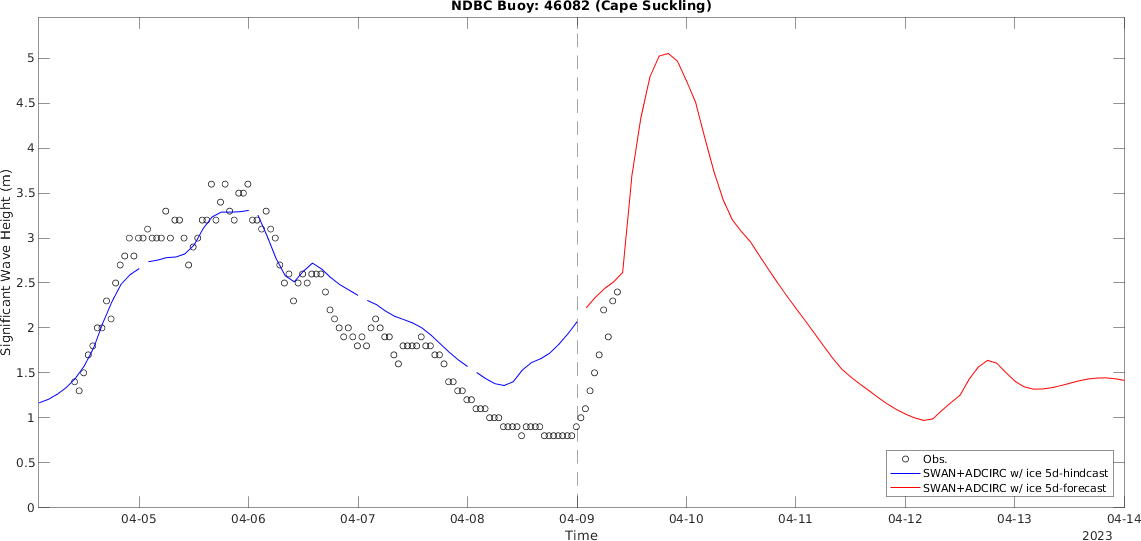 NDBC Buoy: 46082 (Cape Suckling)
Significant Wave Height (m)
5
4.5
4
3.5
3
2.5
2
1.5
1
0.5
0
Obs.
SWAN+ADCIRC w/ ice 5d-hindcast
SWAN+ADCIRC w/ ice 5d-forecast
04-05 04-06 04-07 04-08 04-09 04-10 04-11 04-12 04-13 04-14
Time
2023